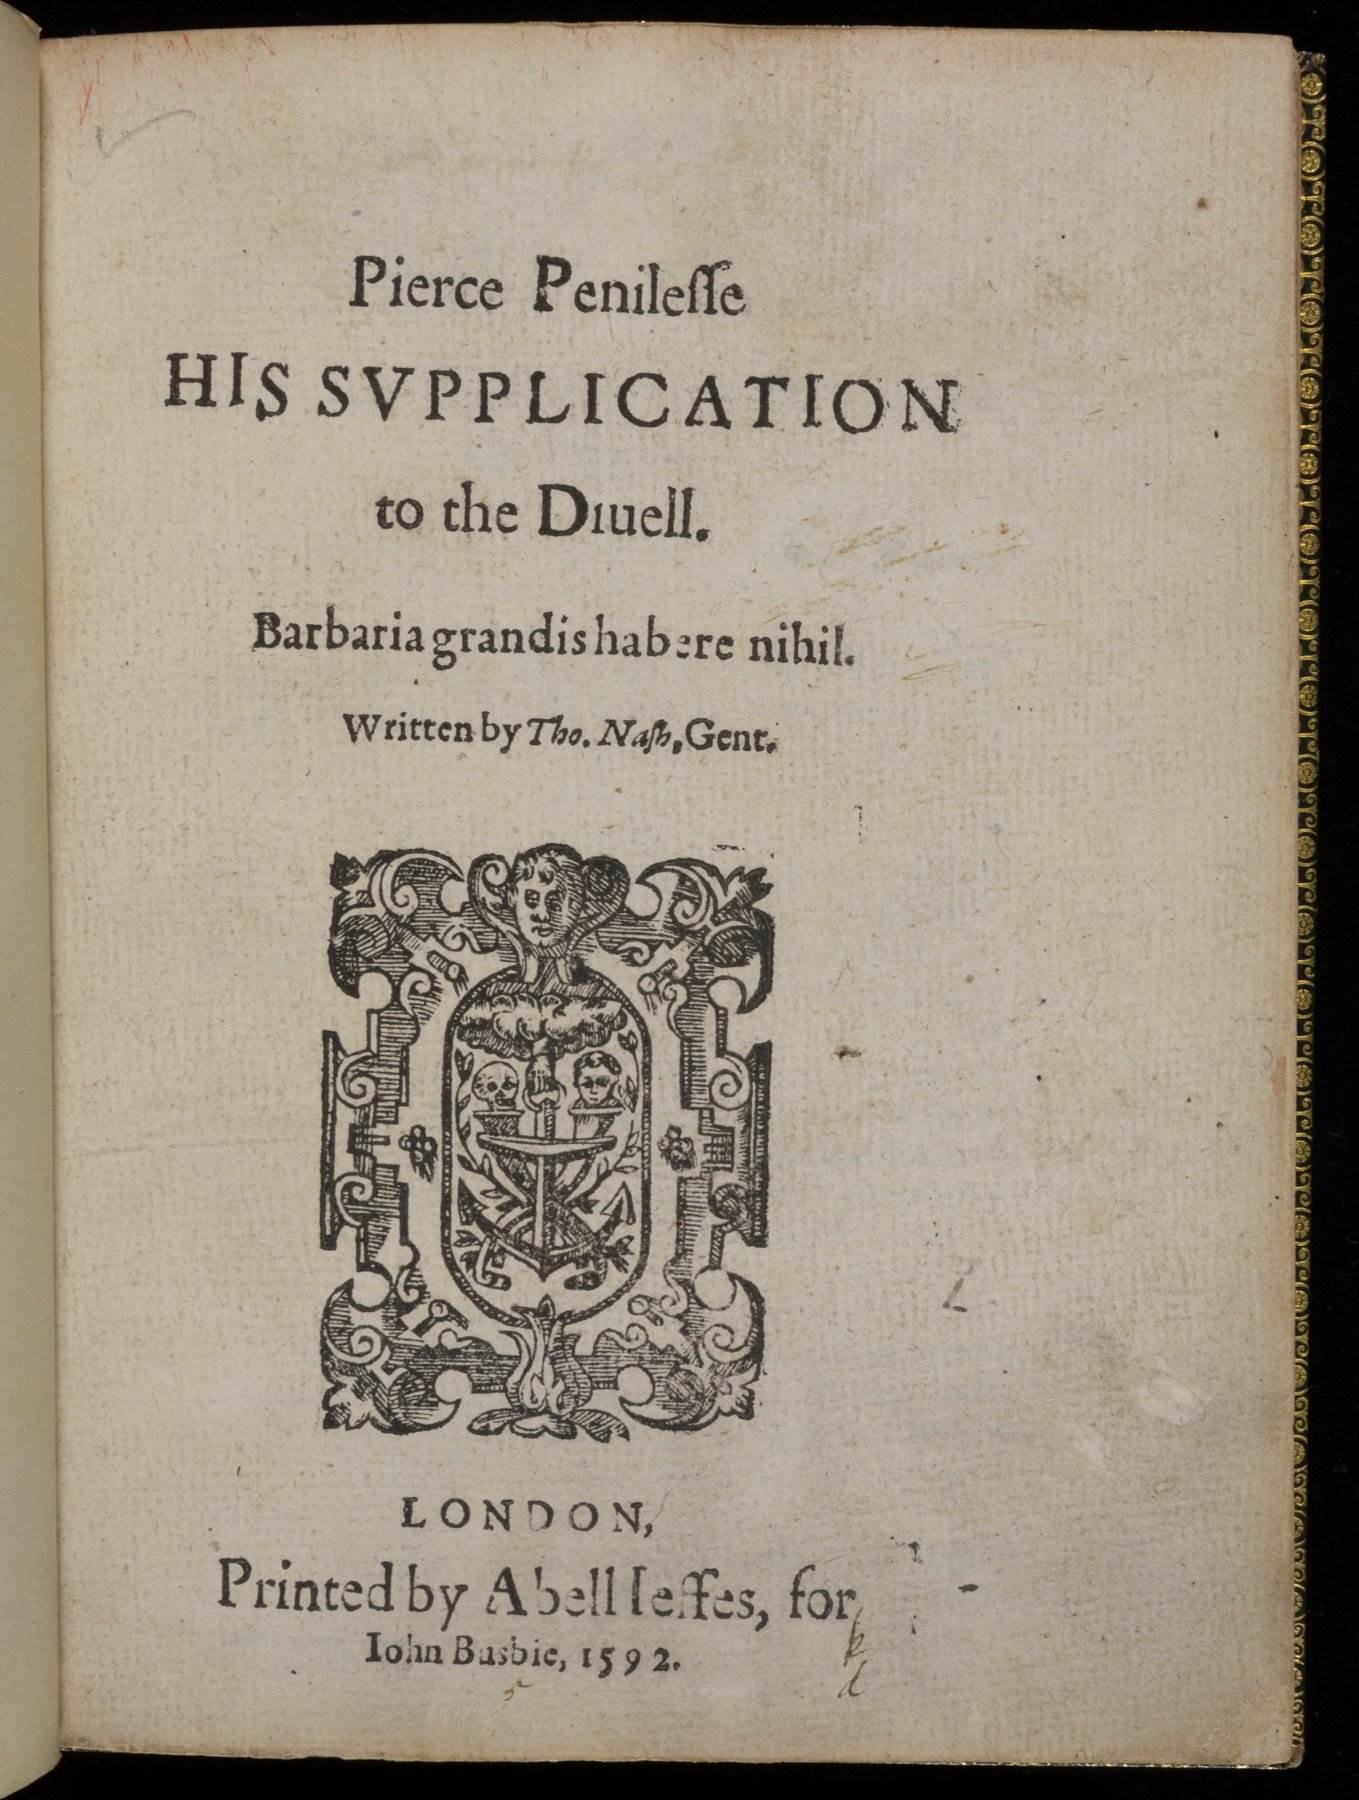 Pierce Penileſſe
HIS SVPPLICATION
to the Diuell.
Barbaria grandis habere nihil.
Written by Tho. Naſh, Gent.
LONDON,
Printed by Abell Ieffes, for
Iohn Busbie, 1592.